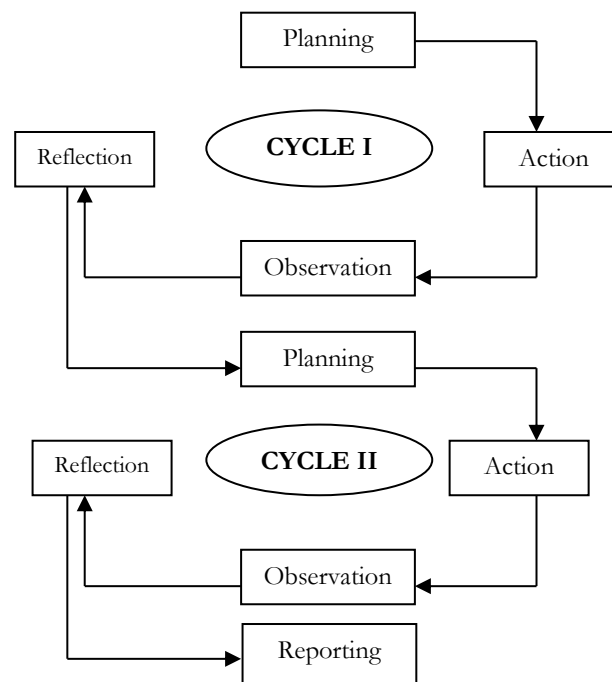 Planning
CYCLE I
Reflection
Action
Observation
Planning
CYCLE II
Reflection
Action
Observation
Reporting